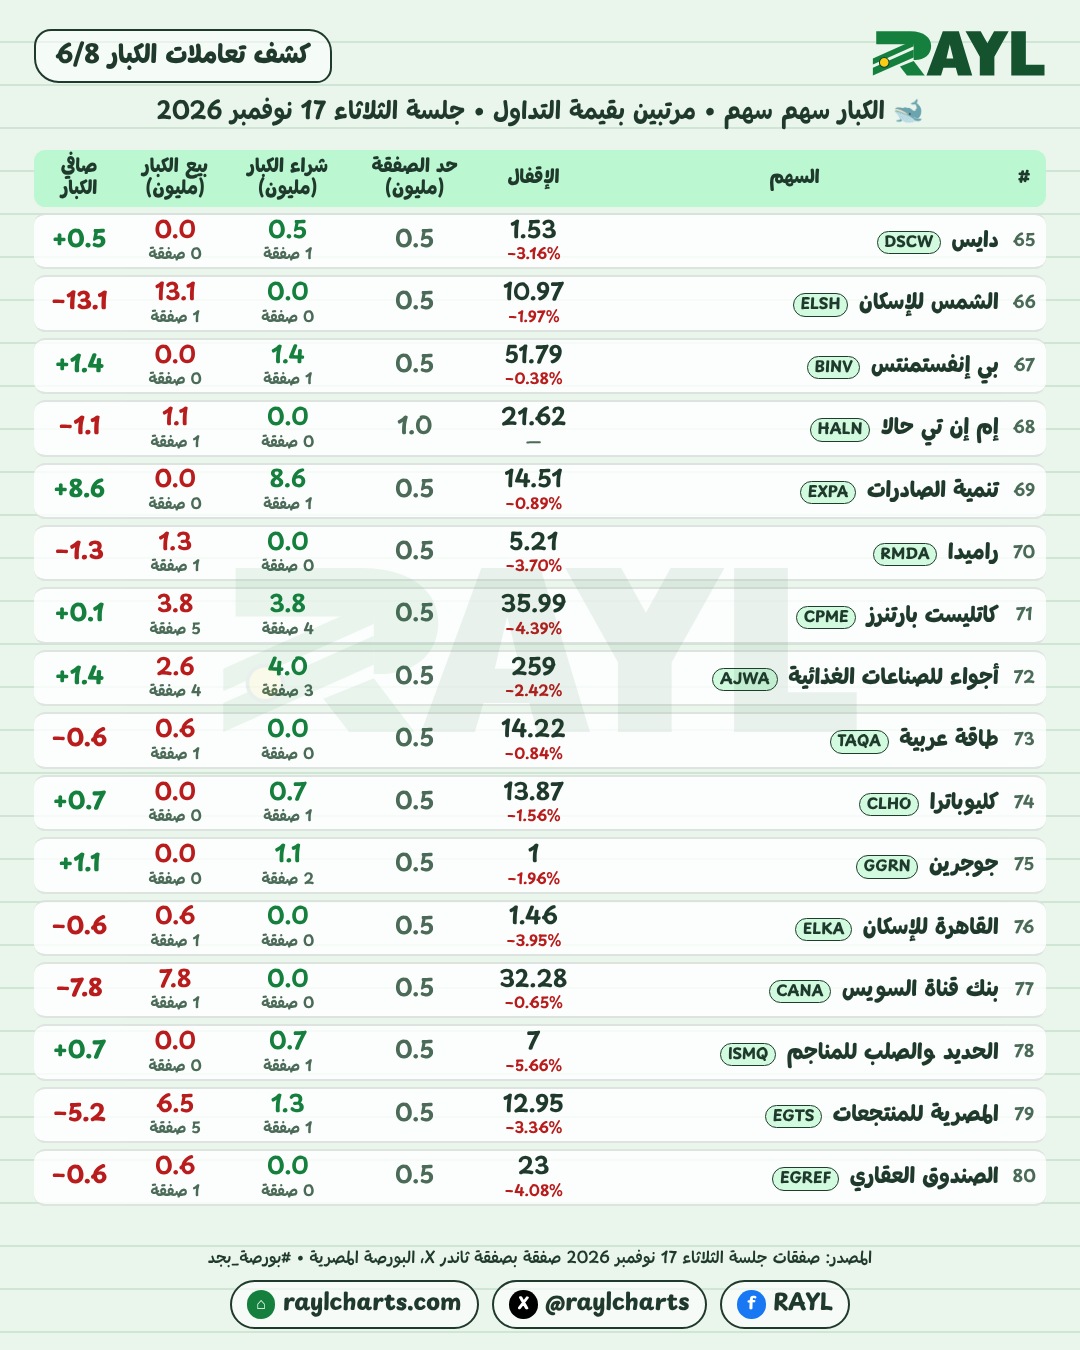 RAYL
كشف تعاملات الكبار 6/8
🐋 الكبار سهم سهم • مرتبين بقيمة التداول • جلسة الثلاثاء 17 نوفمبر 2026
# السهم الإقفال حد الصفقة (مليون) شراء الكبار (مليون) بيع الكبار (مليون) صافي الكبار
65 دايس DSCW 1.53 0.5 0.5 0.0 +0.5
−3.16% 1 صفقة 0 صفقة
66 الشمس للإسكان ELSH 10.97 0.5 0.0 13.1 −13.1
−1.97% 0 صفقة 1 صفقة
67 بي إنفستمنتس BINV 51.79 0.5 1.4 0.0 +1.4
−0.38% 1 صفقة 0 صفقة
68 إم إن تي حالا HALN 21.62 1.0 0.0 1.1 −1.1
— 0 صفقة 1 صفقة
69 تنمية الصادرات EXPA 14.51 0.5 8.6 0.0 +8.6
−0.89% 1 صفقة 0 صفقة
70 راميدا RMDA 5.21 0.5 0.0 1.3 −1.3
−3.70% 0 صفقة 1 صفقة
71 كاتليست بارتنرز CPME 35.99 0.5 3.8 3.8 +0.1
−4.39% 4 صفقة 5 صفقة
72 أجواء للصناعات الغذائية AJWA 259 0.5 4.0 2.6 +1.4
−2.42% 3 صفقة 4 صفقة
73 طاقة عربية TAQA 14.22 0.5 0.0 0.6 −0.6
−0.84% 0 صفقة 1 صفقة
74 كليوباترا CLHO 13.87 0.5 0.7 0.0 +0.7
−1.56% 1 صفقة 0 صفقة
75 جوجرين GGRN 1 0.5 1.1 0.0 +1.1
−1.96% 2 صفقة 0 صفقة
76 القاهرة للإسكان ELKA 1.46 0.5 0.0 0.6 −0.6
−3.95% 0 صفقة 1 صفقة
77 بنك قناة السويس CANA 32.28 0.5 0.0 7.8 −7.8
−0.65% 0 صفقة 1 صفقة
78 الحديد والصلب للمناجم ISMQ 7 0.5 0.7 0.0 +0.7
−5.66% 1 صفقة 0 صفقة
79 المصرية للمنتجعات EGTS 12.95 0.5 1.3 6.5 −5.2
−3.36% 1 صفقة 5 صفقة
80 الصندوق العقاري EGREF 23 0.5 0.0 0.6 −0.6
−4.08% 0 صفقة 1 صفقة
RAYL
المصدر: صفقات جلسة الثلاثاء 17 نوفمبر 2026 صفقة بصفقة ثاندر X، البورصة المصرية • #بورصة_بجد
raylcharts.com
X @raylcharts
f RAYL